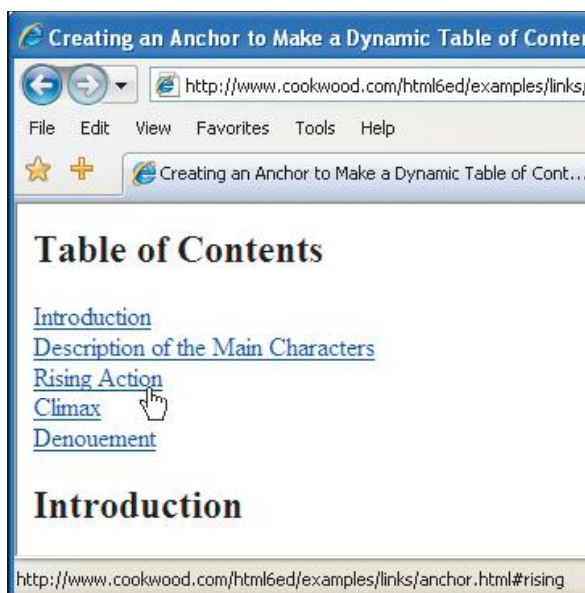 Creating an Anchor to Make a Dynamic Table of Conte
http://www.cookwood.com/html6ed/examples/links/
File Edit View Favorites Tools Help
Creating an Anchor to Make a Dynamic Table of Cont...
Table of Contents
Introduction
Description of the Main Characters
Rising Action
Climax
Denouement
Introduction
http://www.cookwood.com/html6ed/examples/links/anchor.html#rising